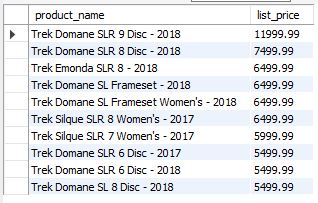 product_name list_price
Trek Domane SLR 9 Disc - 2018 11999.99
Trek Domane SLR 8 Disc - 2018 7499.99
Trek Emonda SLR 8 - 2018 6499.99
Trek Domane SL Frameset - 2018 6499.99
Trek Domane SL Frameset Women's - 2018 6499.99
Trek Silque SLR 8 Women's - 2017 6499.99
Trek Silque SLR 7 Women's - 2017 5999.99
Trek Domane SLR 6 Disc - 2017 5499.99
Trek Domane SLR 6 Disc - 2018 5499.99
Trek Domane SL 8 Disc - 2018 5499.99